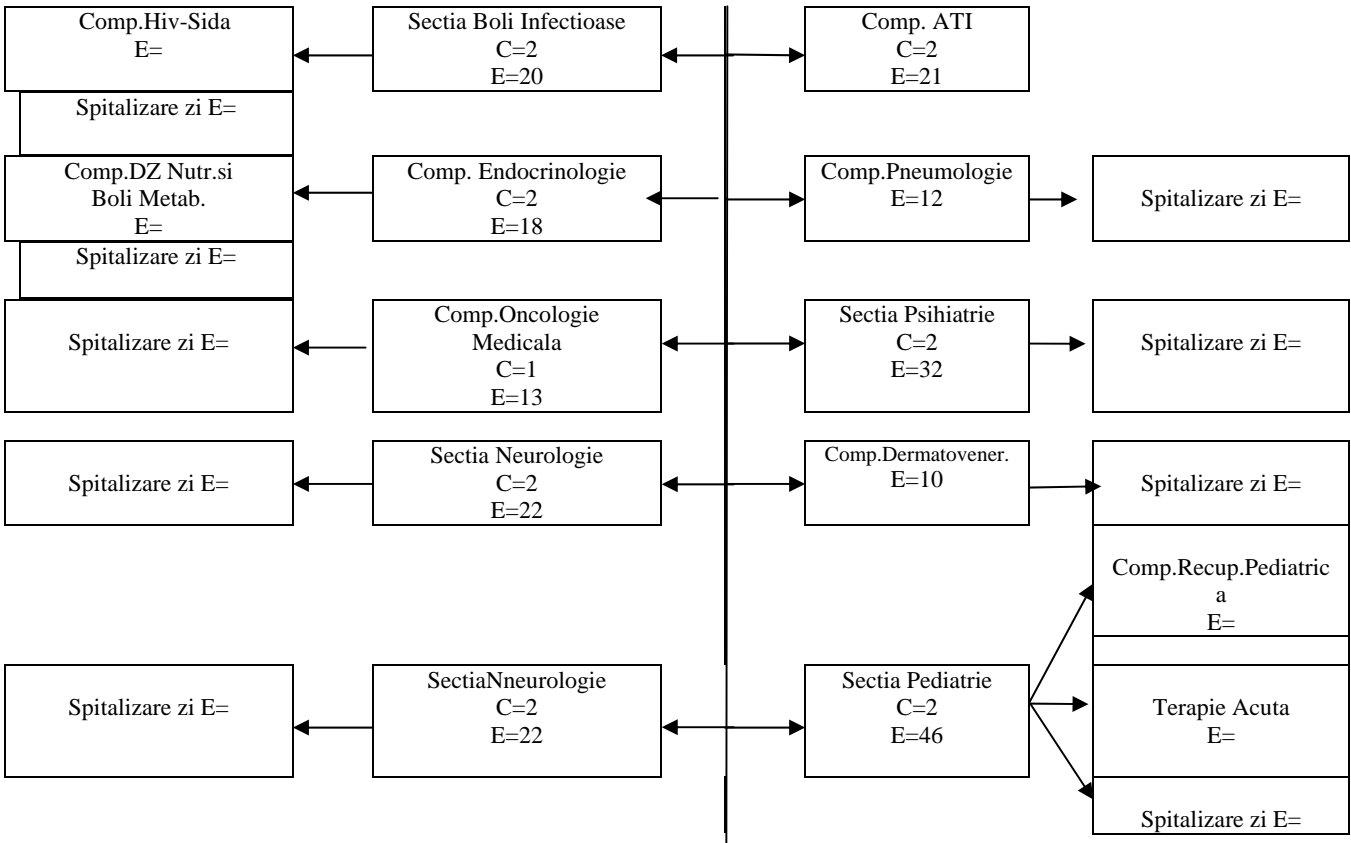 Comp.Hiv-Sida
E=
Sectia Boli Infectioase
C=2
E=20
Comp. ATI
C=2
E=21
Spitalizare zi E=
Comp.DZ Nutr.si
Boli Metab.
E=
Comp. Endocrinologie
C=2
E=18
Comp.Pneumologie
E=12
Spitalizare zi E=
Spitalizare zi E=
Spitalizare zi E=
Comp.Oncologie
Medicala
C=1
E=13
Sectia Psihiatrie
C=2
E=32
Spitalizare zi E=
Spitalizare zi E=
Sectia Neurologie
C=2
E=22
Comp.Dermatovener.
E=10
Spitalizare zi E=
Comp.Recup.Pediatric
a
E=
Spitalizare zi E=
SectiaNneurologie
C=2
E=22
Sectia Pediatrie
C=2
E=46
Terapie Acuta
E=
Spitalizare zi E=